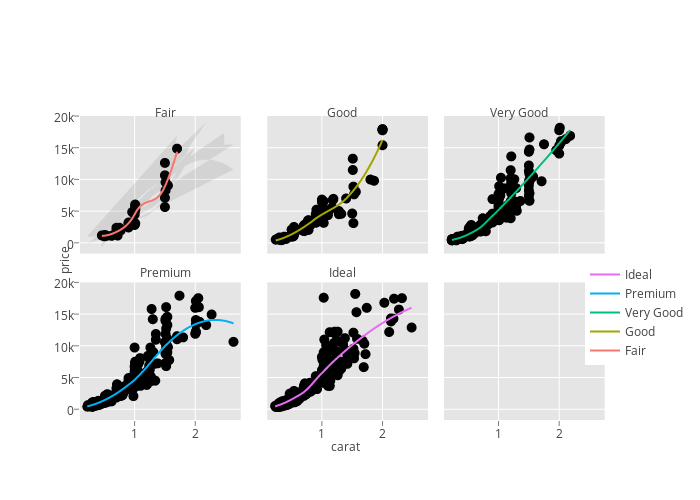 Fair
Good
Very Good
20k
15k
10k
5k
0
price
Premium
Ideal
20k
15k
10k
5k
0
1
2
1
2
1
2
carat
Ideal
Premium
Very Good
Good
Fair